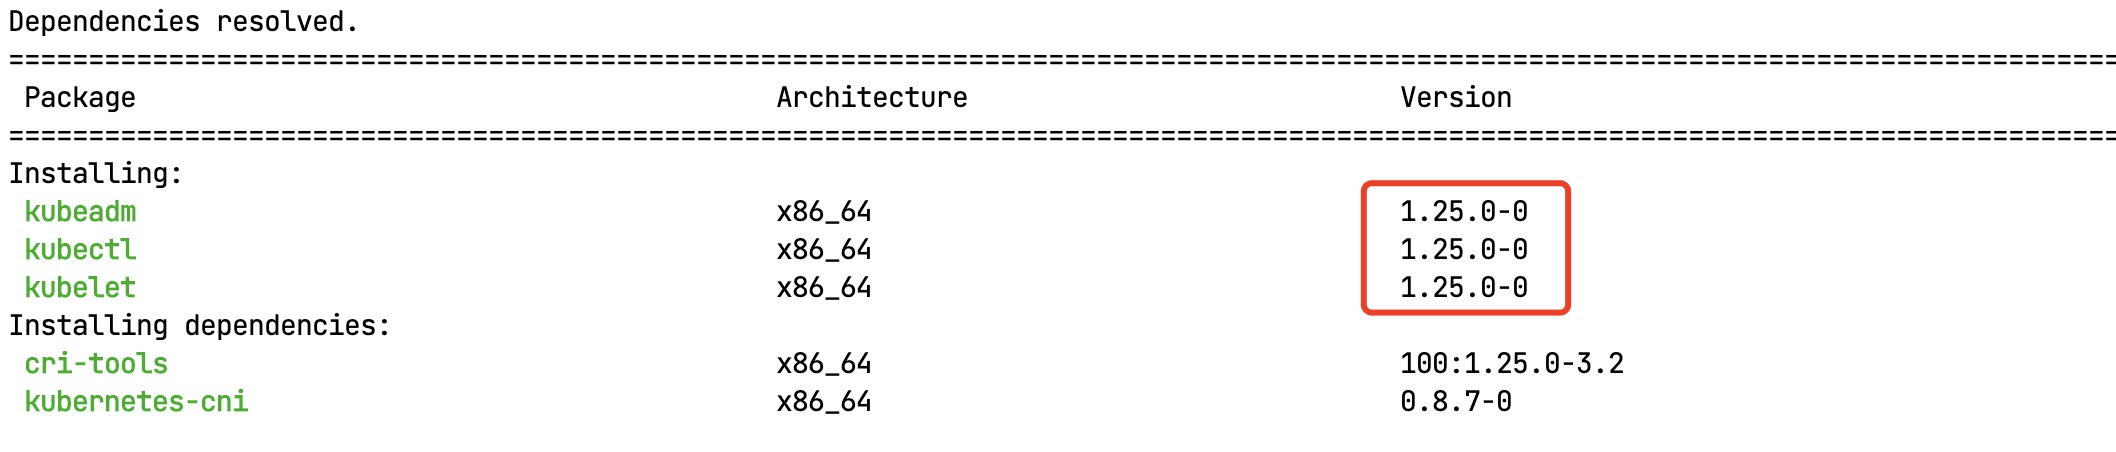 Dependencies resolved.
====================================================================================================================================
Package Architecture Version
====================================================================================================================================
Installing:
kubeadm x86_64 1.25.0-0
kubectl x86_64 1.25.0-0
kubelet x86_64 1.25.0-0
Installing dependencies:
cri-tools x86_64 100:1.25.0-3.2
kubernetes-cni x86_64 0.8.7-0